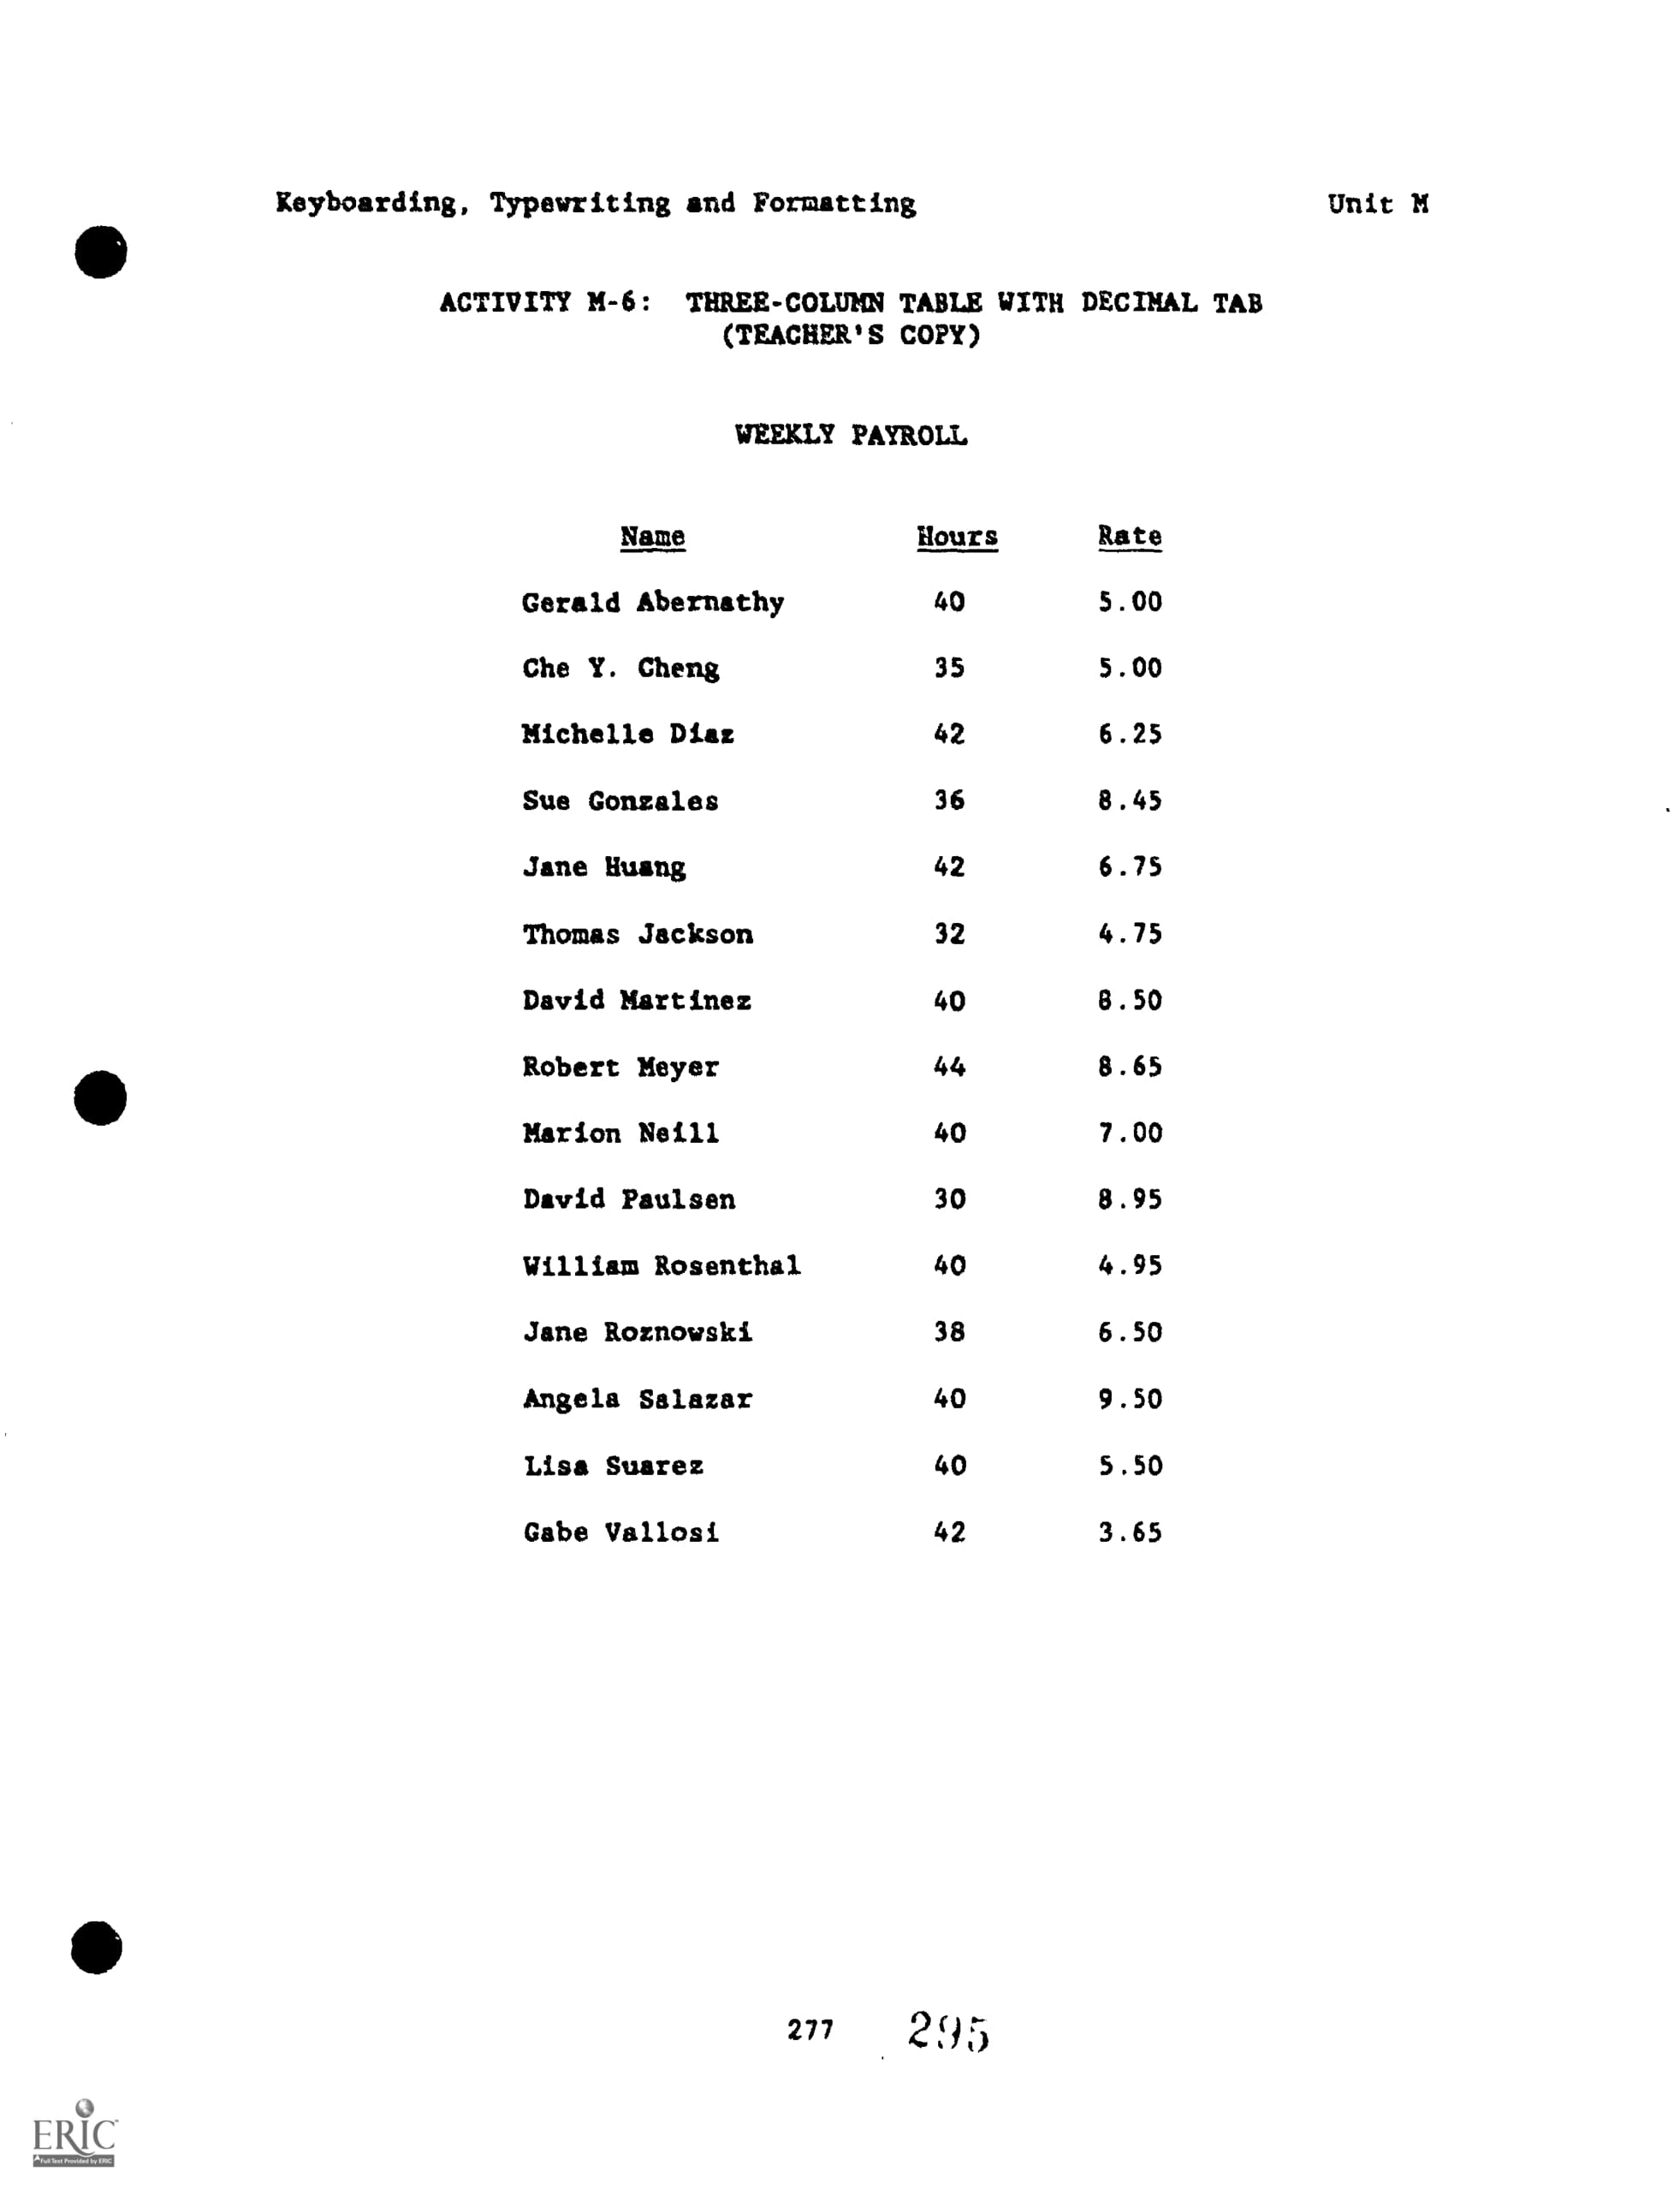 Keyboarding, Typewriting and Formatting Unit M
ACTIVITY M-6: THREE-COLUMN TABLE WITH DECIMAL TAB
(TEACHER'S COPY)
WEEKLY PAYROLL
Name Hours Rate
Gerald Abernathy 40 5.00
Che Y. Cheng 35 5.00
Michelle Diaz 42 6.25
Sue Gonzales 36 8.45
Jane Huang 42 6.75
Thomas Jackson 32 4.75
David Martinez 40 8.50
Robert Meyer 44 8.65
Marion Neill 40 7.00
David Paulsen 30 8.95
William Rosenthal 40 4.95
Jane Roznowski 38 6.50
Angela Salazar 40 9.50
Lisa Suarez 40 5.50
Gabe Vallosi 42 3.65
277 295
ERIC
Full Text Provided by ERIC